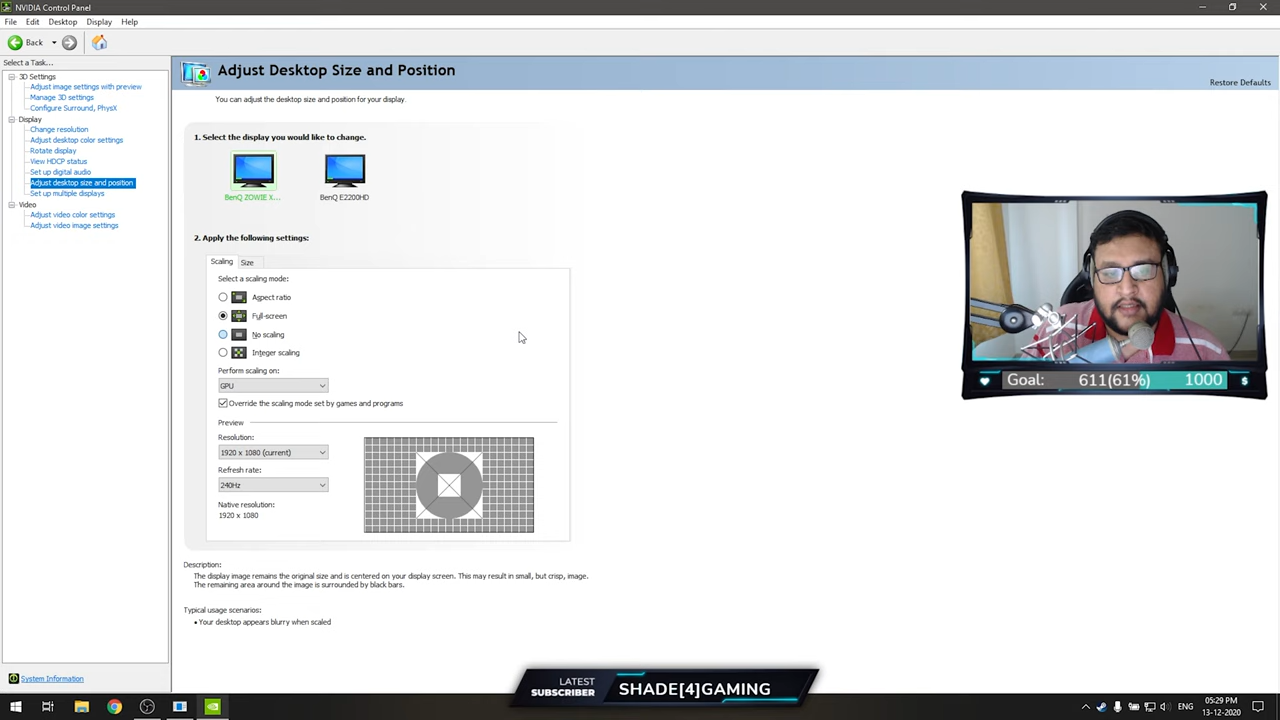 NVIDIA Control Panel
File Edit Desktop Display Help
Back
Select a Task...
3D Settings
Adjust image settings with preview
Manage 3D settings
Configure Surround, PhysX
Display
Change resolution
Adjust desktop color settings
Rotate display
View HDCP status
Set up digital audio
Adjust desktop size and position
Set up multiple displays
Video
Adjust video color settings
Adjust video image settings
System Information
Adjust Desktop Size and Position
Restore Defaults
You can adjust the desktop size and position for your display.
1. Select the display you would like to change.
BenQ ZOWIE X... BenQ E2200HD
2. Apply the following settings:
Scaling Size
Select a scaling mode:
Aspect ratio
Full-screen
No scaling
Integer scaling
Perform scaling on:
GPU
Override the scaling mode set by games and programs
Preview
Resolution:
1920 x 1080 (current)
Refresh rate:
240Hz
Native resolution:
1920 x 1080
Description:
The display image remains the original size and is centered on your display screen. This may result in small, but crisp, image.
The remaining area around the image is surrounded by black bars.
Typical usage scenarios:
• Your desktop appears blurry when scaled
Goal: 611(61%) 1000
$
LATEST
SUBSCRIBER
SHADE[4]GAMING
ENG
05:29 PM
13-12-2020